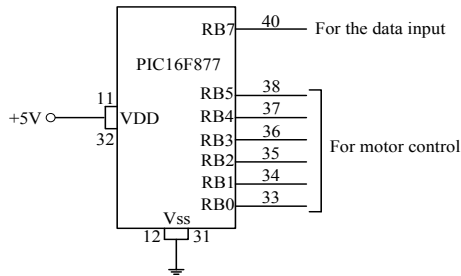 RB7 40 For the data input
PIC16F877
RB5 38
11
RB4 37
+5V VDD
RB3 36
32
For motor control
RB2 35
RB1 34
RB0 33
Vss
12 31